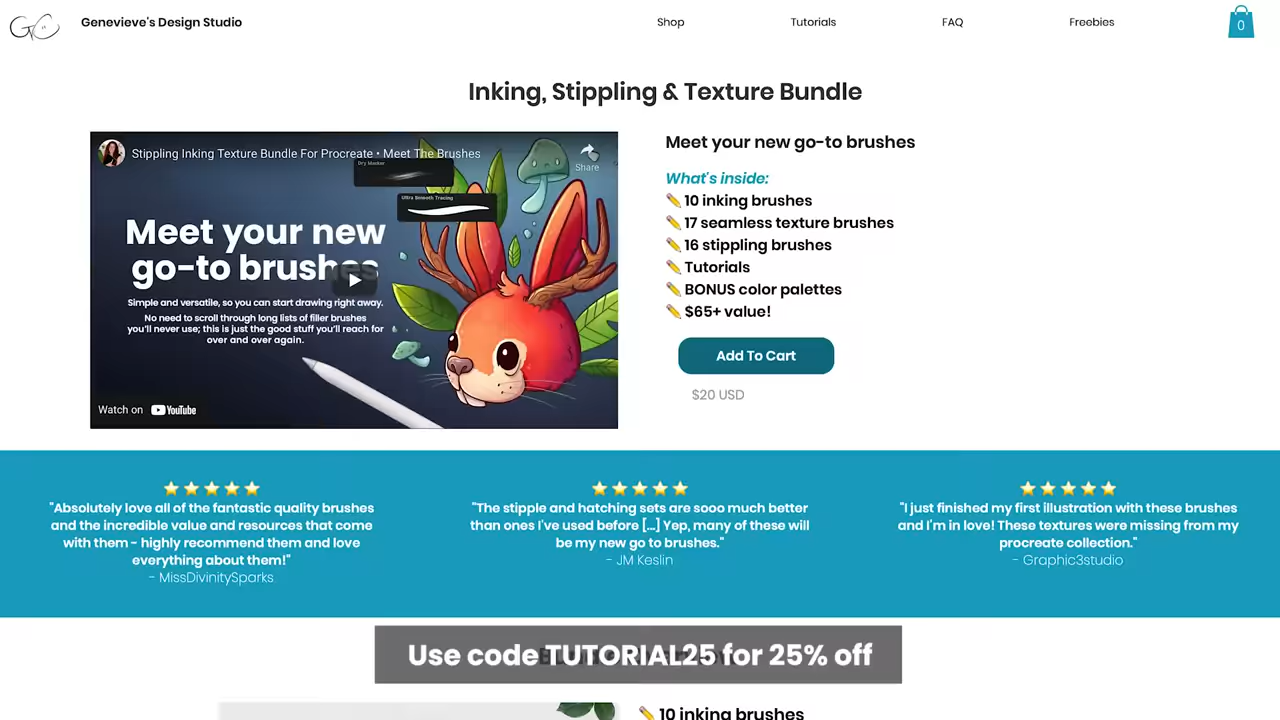 GC
Genevieve's Design Studio
Shop
Tutorials
FAQ
Freebies
0
Inking, Stippling & Texture Bundle
Stippling Inking Texture Bundle For Procreate • Meet The Brushes
Share
Dry Marker
Ultra Smooth Tracing
Meet your new
go-to brushes
Simple and versatile, so you can start drawing right away.
No need to scroll through long lists of filler brushes
you'll never use; this is just the good stuff you'll reach for
over and over again.
Watch on YouTube
Meet your new go-to brushes
What's inside:
✏️ 10 inking brushes
✏️ 17 seamless texture brushes
✏️ 16 stippling brushes
✏️ Tutorials
✏️ BONUS color palettes
✏️ $65+ value!
Add To Cart
$20 USD
⭐⭐⭐⭐⭐
"Absolutely love all of the fantastic quality brushes
and the incredible value and resources that come
with them - highly recommend them and love
everything about them!"
- MissDivinitySparks
⭐⭐⭐⭐⭐
"The stipple and hatching sets are sooo much better
than ones I've used before [...] Yep, many of these will
be my new go to brushes."
- JM Keslin
⭐⭐⭐⭐⭐
"I just finished my first illustration with these brushes
and I'm in love! These textures were missing from my
procreate collection."
- Graphic3studio
Use code TUTORIAL25 for 25% off
✏️ 10 inking brushes